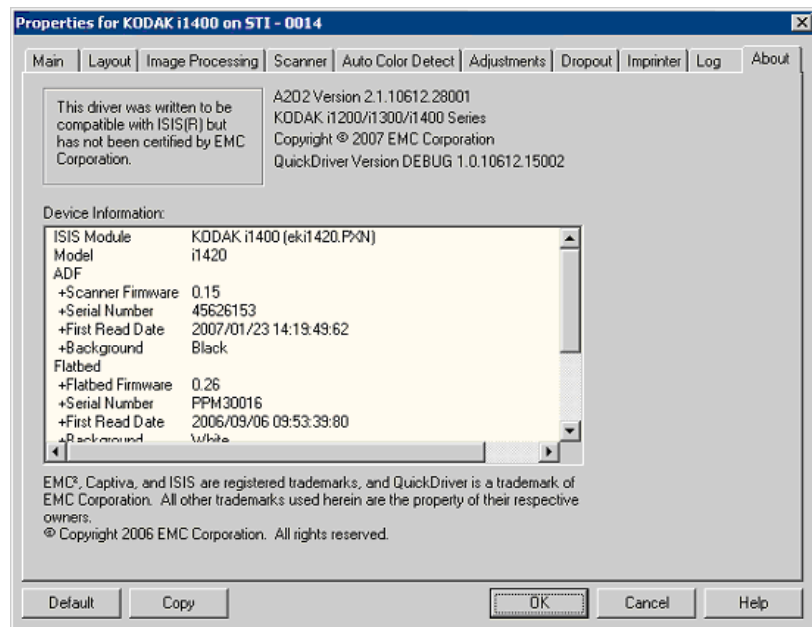 Properties for KODAK i1400 on STI - 0014
Main Layout Image Processing Scanner Auto Color Detect Adjustments Dropout Imprinter Log About
This driver was written to be
compatible with ISIS(R) but
has not been certified by EMC
Corporation.
A2O2 Version 2.1.10612.28001
KODAK i1200/i1300/i1400 Series
Copyright © 2007 EMC Corporation
QuickDriver Version DEBUG 1.0.10612.15002
Device Information:
ISIS Module KODAK i1400 (eki1420.PXN)
Model i1420
ADF
+Scanner Firmware 0.15
+Serial Number 45626153
+First Read Date 2007/01/23 14:19:49:62
+Background Black
Flatbed
+Flatbed Firmware 0.26
+Serial Number PPM30016
+First Read Date 2006/09/06 09:53:39:80
+Background White
EMC², Captiva, and ISIS are registered trademarks, and QuickDriver is a trademark of
EMC Corporation. All other trademarks used herein are the property of their respective
owners.
© Copyright 2006 EMC Corporation. All rights reserved.
Default Copy OK Cancel Help